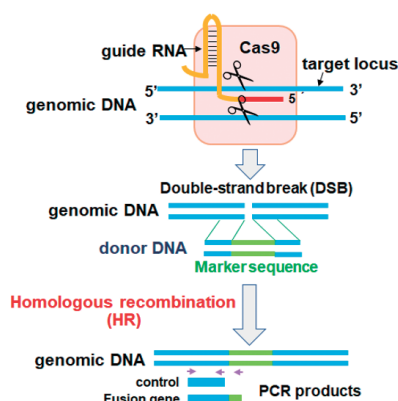 guide RNA
Cas9
target locus
5’
3’
5
genomic DNA
3’
5’
Double-strand break (DSB)
genomic DNA
donor DNA
Marker sequence
Homologous recombination
(HR)
genomic DNA
control
PCR products
Fusion gene